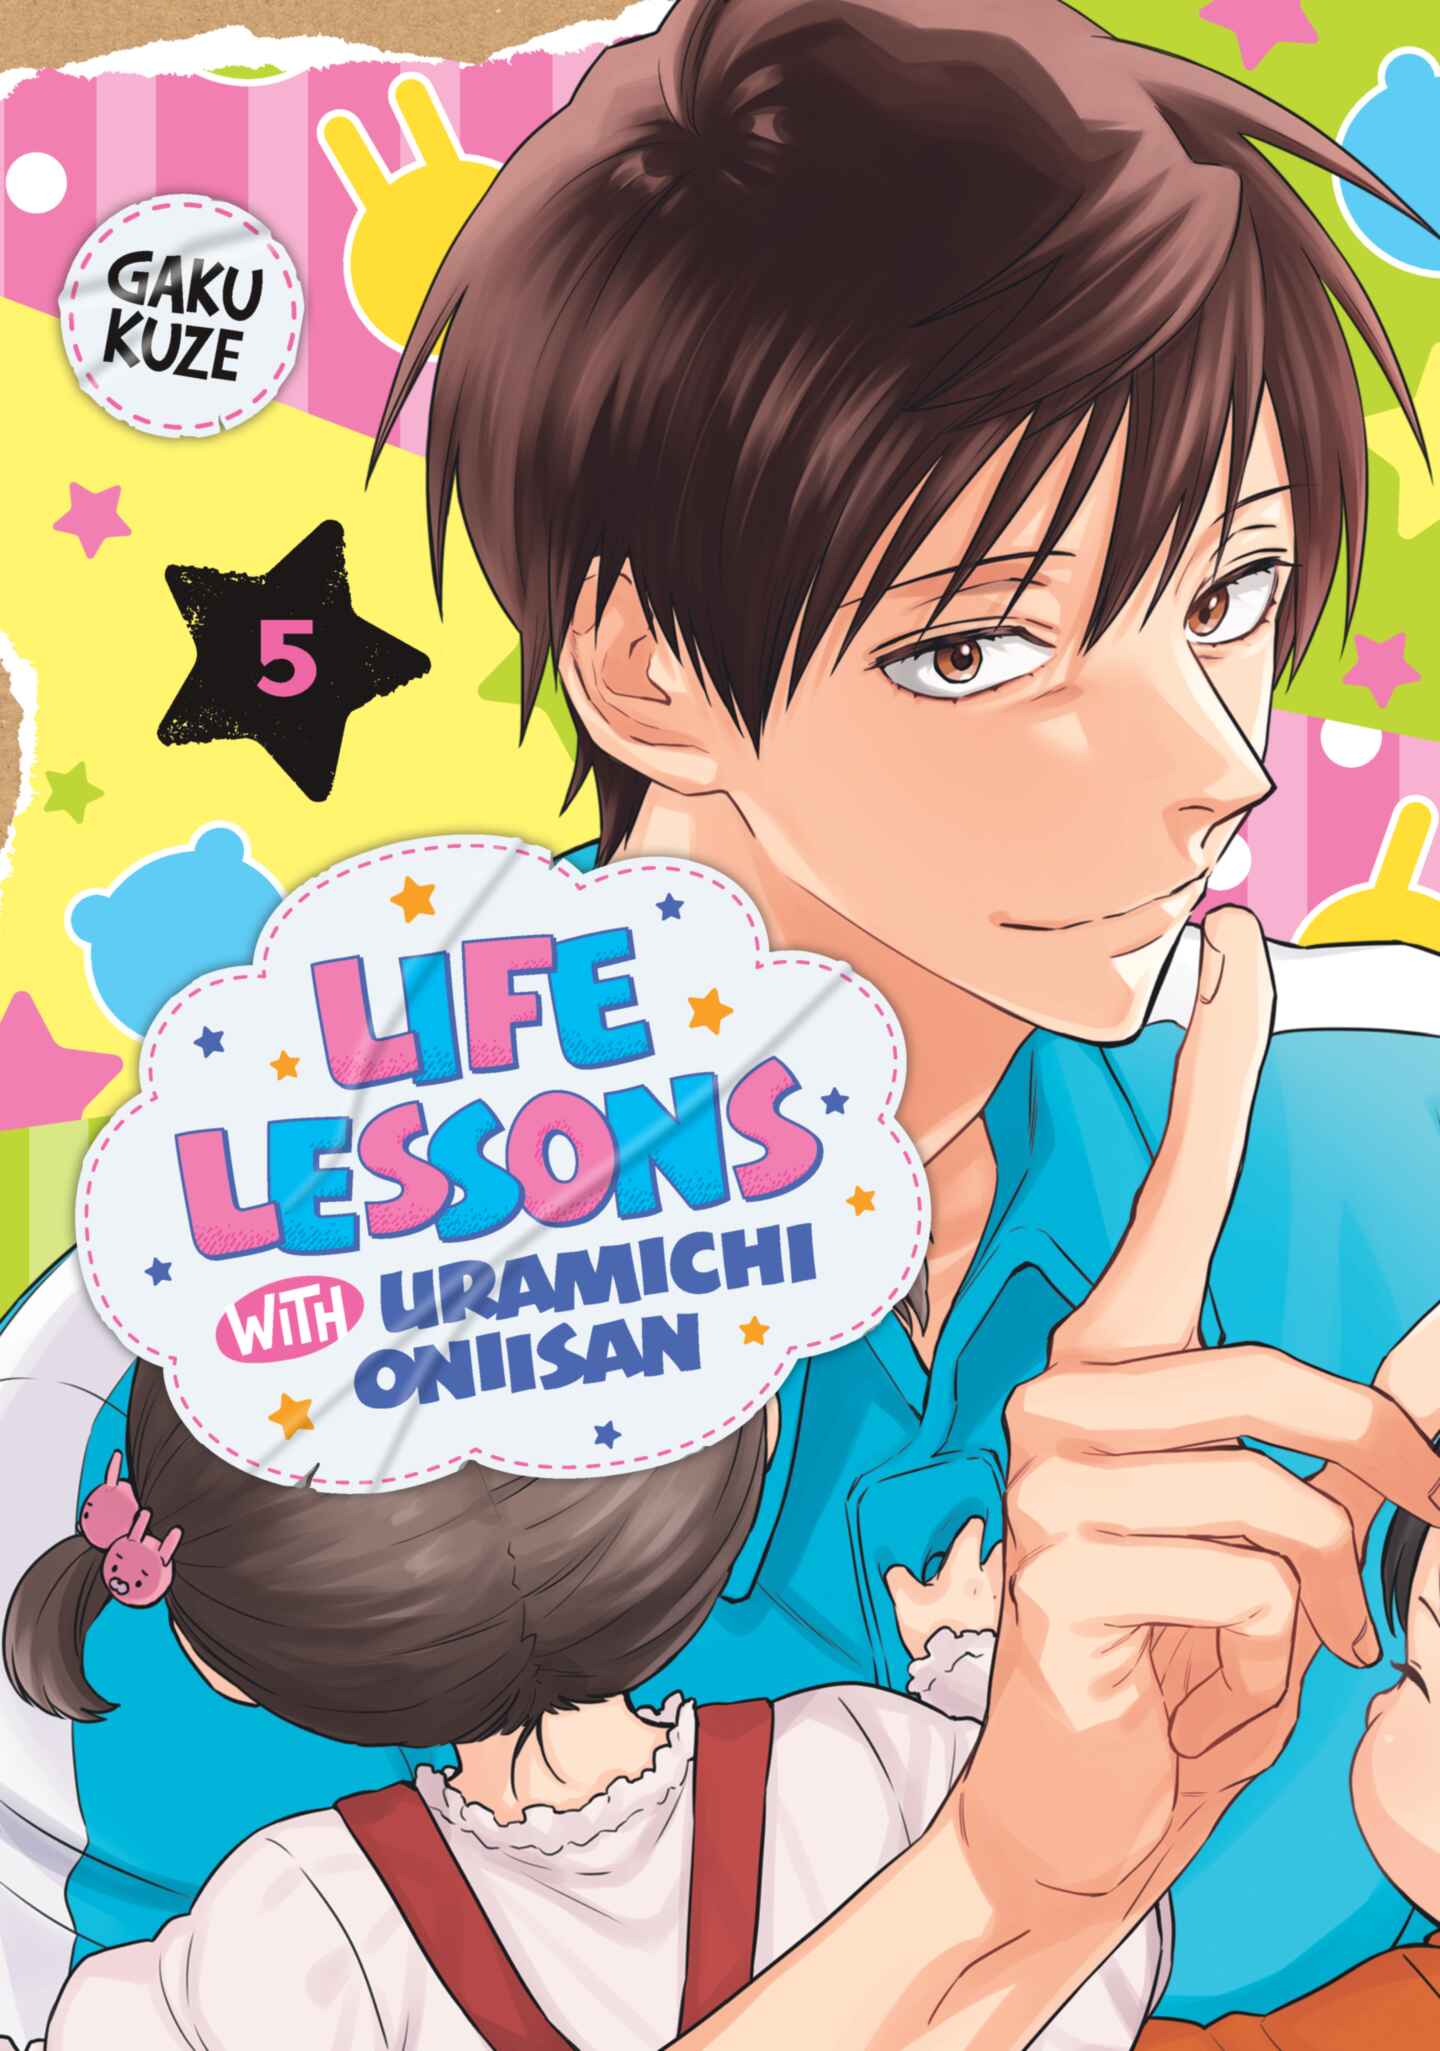 GAKU
KUZE
5
LIFE
LESSONS
WITH URAMICHI
ONIISAN